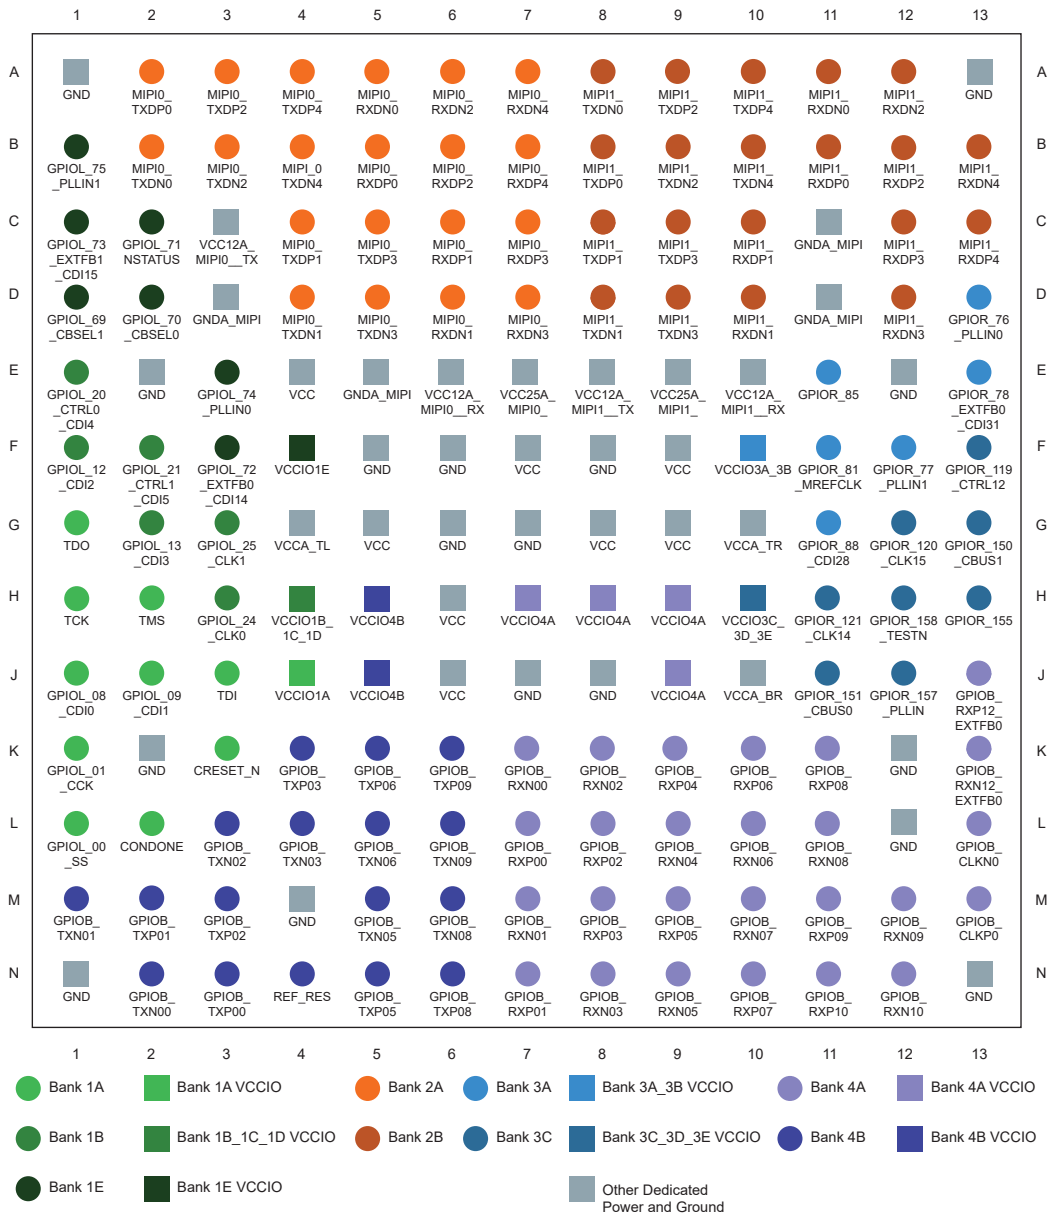 1 2 3 4 5 6 7 8 9 10 11 12 13
A A
GND MIPI0_ MIPI0_ MIPI0_ MIPI0_ MIPI0_ MIPI0_ MIPI1_ MIPI1_ MIPI1_ MIPI1_ MIPI1_ GND
TXDP0 TXDP2 TXDP4 RXDN0 RXDN2 RXDN4 TXDN0 TXDP2 TXDP4 RXDN0 RXDN2
B B
GPIOL_75 MIPI0_ MIPI0_ MIPI_0 MIPI0_ MIPI0_ MIPI0_ MIPI1_ MIPI1_ MIPI1_ MIPI1_ MIPI1_ MIPI1_
_PLLIN1 TXDN0 TXDN2 TXDN4 RXDP0 RXDP2 RXDP4 TXDP0 TXDN2 TXDN4 RXDP0 RXDP2 RXDN4
C C
GPIOL_73 GPIOL_71 VCC12A_ MIPI0_ MIPI0_ MIPI0_ MIPI0_ MIPI1_ MIPI1_ MIPI1_ GNDA_MIPI MIPI1_ MIPI1_
_EXTFB1 NSTATUS MIPI0__TX TXDP1 TXDP3 RXDP1 RXDP3 TXDP1 TXDP3 RXDP1 RXDP3 RXDP4
_CDI15
D D
GPIOL_69 GPIOL_70 GNDA_MIPI MIPI0_ MIPI0_ MIPI0_ MIPI0_ MIPI1_ MIPI1_ MIPI1_ GNDA_MIPI MIPI1_ GPIOR_76
_CBSEL1 _CBSEL0 TXDN1 TXDN3 RXDN1 RXDN3 TXDN1 TXDN3 RXDN1 RXDN3 _PLLIN0
E E
GPIOL_20 GND GPIOL_74 VCC GNDA_MIPI VCC12A_ VCC25A_ VCC12A_ VCC25A_ VCC12A_ GPIOR_85 GND GPIOR_78
_CTRL0 _PLLIN0 MIPI0__RX MIPI0_ MIPI1__TX MIPI1_ MIPI1__RX _EXTFB0
_CDI4 _CDI31
F F
GPIOL_12 GPIOL_21 GPIOL_72 VCCIO1E GND GND VCC GND VCC VCCIO3A_3B GPIOR_81 GPIOR_77 GPIOR_119
_CDI2 _CTRL1 _EXTFB0 _MREFCLK _PLLIN1 _CTRL12
_CDI5 _CDI14
G G
TDO GPIOL_13 GPIOL_25 VCCA_TL VCC GND GND VCC VCC VCCA_TR GPIOR_88 GPIOR_120 GPIOR_150
_CDI3 _CLK1 _CDI28 _CLK15 _CBUS1
H H
TCK TMS GPIOL_24 VCCIO1B_ VCCIO4B VCC VCCIO4A VCCIO4A VCCIO4A VCCIO3C_ GPIOR_121 GPIOR_158 GPIOR_155
_CLK0 1C_1D 3D_3E _CLK14 _TESTN
J J
GPIOL_08 GPIOL_09 TDI VCCIO1A VCCIO4B VCC GND GND VCCIO4A VCCA_BR GPIOR_151 GPIOR_157 GPIOB_
_CDI0 _CDI1 _CBUS0 _PLLIN RXP12_
EXTFB0
K K
GPIOL_01 GND CRESET_N GPIOB_ GPIOB_ GPIOB_ GPIOB_ GPIOB_ GPIOB_ GPIOB_ GPIOB_ GND GPIOB_
_CCK TXP03 TXP06 TXP09 RXN00 RXN02 RXP04 RXP06 RXP08 RXN12_
EXTFB0
L L
GPIOL_00 CONDONE GPIOB_ GPIOB_ GPIOB_ GPIOB_ GPIOB_ GPIOB_ GPIOB_ GPIOB_ GPIOB_ GND GPIOB_
_SS TXN02 TXN03 TXN06 TXN09 RXP00 RXP02 RXN04 RXN06 RXN08 CLKN0
M M
GPIOB_ GPIOB_ GPIOB_ GND GPIOB_ GPIOB_ GPIOB_ GPIOB_ GPIOB_ GPIOB_ GPIOB_ GPIOB_ GPIOB_
TXN01 TXP01 TXP02 TXN05 TXN08 RXN01 RXP03 RXP05 RXN07 RXP09 RXN09 CLKP0
N N
GND GPIOB_ GPIOB_ REF_RES GPIOB_ GPIOB_ GPIOB_ GPIOB_ GPIOB_ GPIOB_ GPIOB_ GPIOB_ GND
TXN00 TXP00 TXP05 TXP08 RXP01 RXN03 RXN05 RXP07 RXP10 RXN10
1 2 3 4 5 6 7 8 9 10 11 12 13
Bank 1A Bank 1A VCCIO Bank 2A Bank 3A Bank 3A_3B VCCIO Bank 4A Bank 4A VCCIO
Bank 1B Bank 1B_1C_1D VCCIO Bank 2B Bank 3C Bank 3C_3D_3E VCCIO Bank 4B Bank 4B VCCIO
Bank 1E Bank 1E VCCIO Other Dedicated
Power and Ground